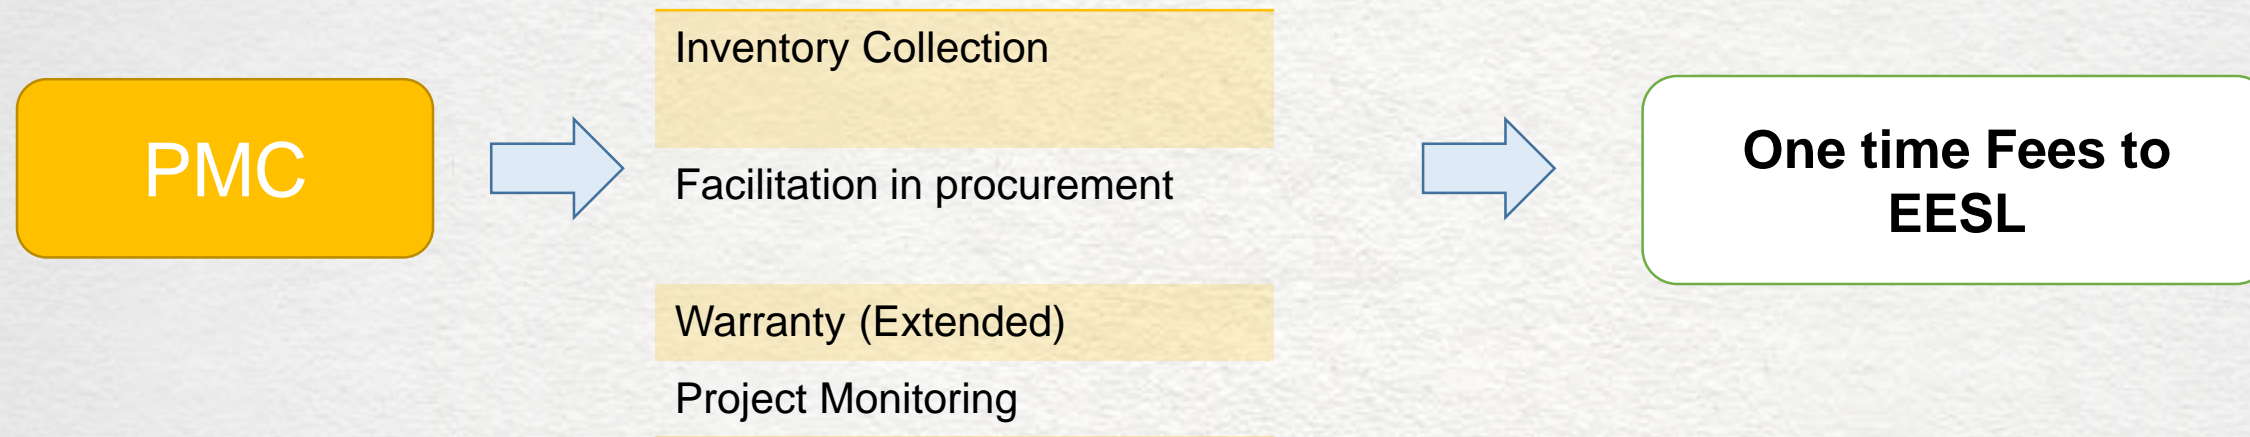 PMC
Inventory Collection
Facilitation in procurement
Warranty (Extended)
Project Monitoring
One time Fees to
EESL